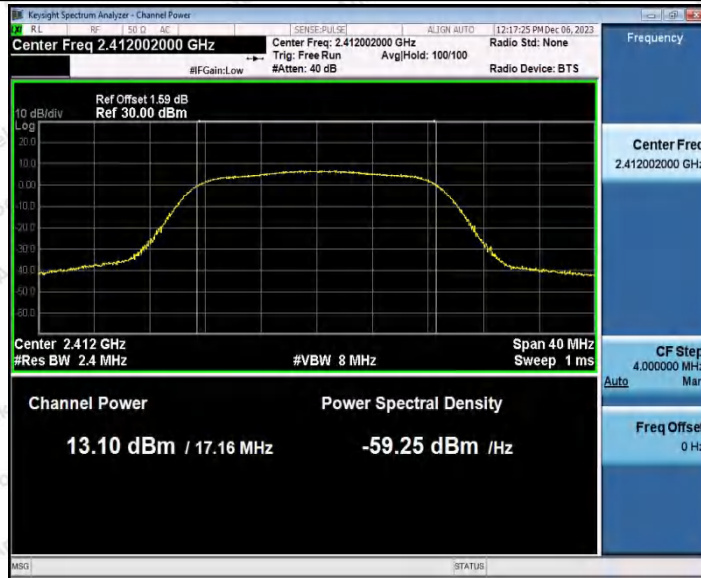 Keysight Spectrum Analyzer - Channel Power
RL RF 50 Ω AC SENSE:PULSE ALIGN AUTO 12:17:25 PM Dec 06, 2023
Center Freq 2.412002000 GHz
Center Freq: 2.412002000 GHz
Radio Std: None
Trig: Free Run Avg|Hold: 100/100
#IFGain:Low #Atten: 40 dB Radio Device: BTS
Frequency
Ref Offset 1.59 dB
10 dB/div Ref 30.00 dBm
Log
20.0
10.0
0.00
-10.0
-20.0
-30.0
-40.0
-50.0
-60.0
Center 2.412 GHz Span 40 MHz
#Res BW 2.4 MHz #VBW 8 MHz Sweep 1 ms
Channel Power Power Spectral Density
13.10 dBm / 17.16 MHz -59.25 dBm /Hz
Center Freq
2.412002000 GHz
CF Step
4.000000 MHz
Auto Man
Freq Offset
0 Hz
MSG STATUS